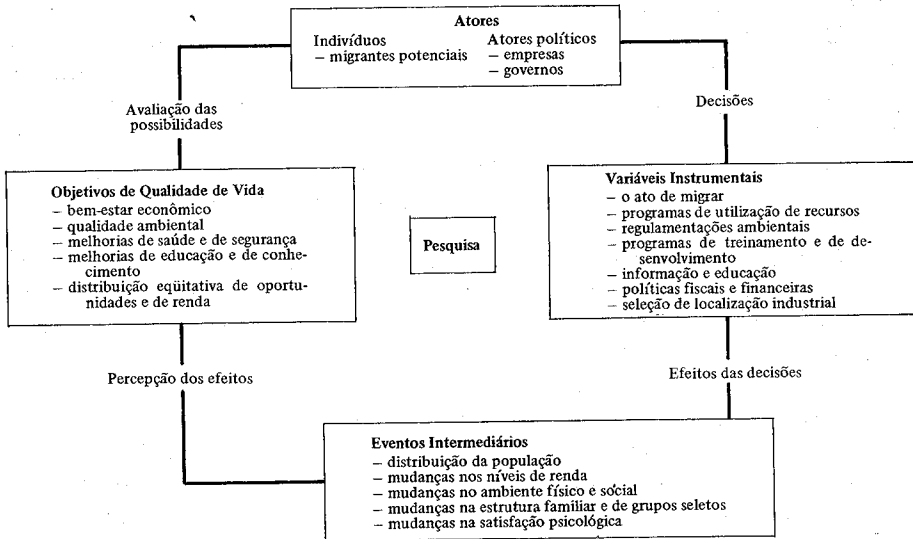 Atores
Indivíduos
– migrantes potenciais
Atores políticos
– empresas
– governos
Avaliação das
possibilidades
Decisões
Objetivos de Qualidade de Vida
– bem-estar econômico
– qualidade ambiental
– melhorias de saúde e de segurança
– melhorias de educação e de conhe-
cimento
– distribuição eqüitativa de oportu-
nidades e de renda
Pesquisa
Variáveis Instrumentais
– o ato de migrar
– programas de utilização de recursos
– regulamentações ambientais
– programas de treinamento e de de-
senvolvimento
– informação e educação
– políticas fiscais e financeiras
– seleção de localização industrial
Percepção dos efeitos
Efeitos das decisões
Eventos Intermediários
– distribuição da população
– mudanças nos níveis de renda
– mudanças no ambiente físico e social
– mudanças na estrutura familiar e de grupos seletos
– mudanças na satisfação psicológica